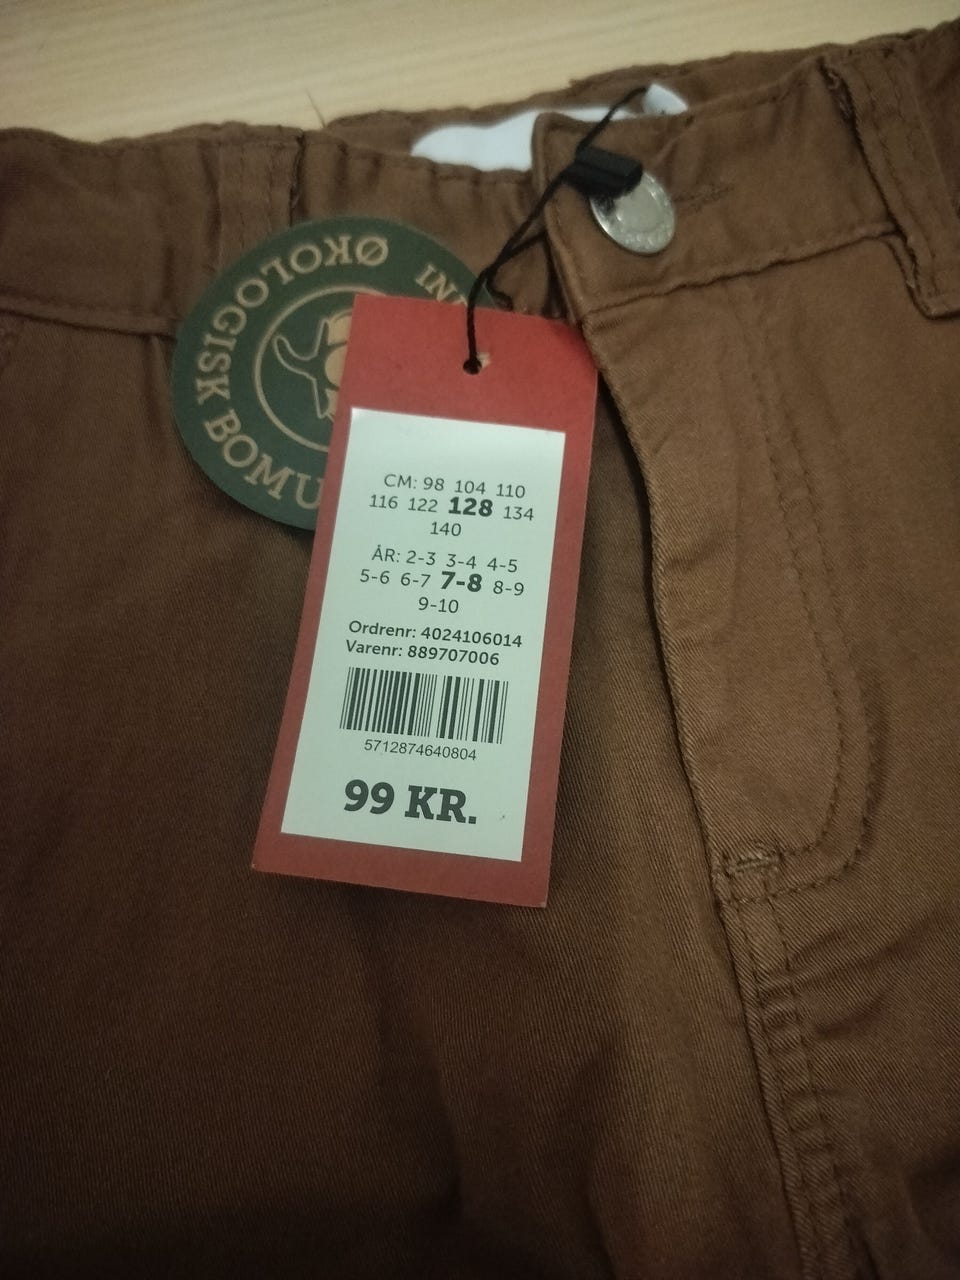 ØKOLOGISK BOMU
CM: 98 104 110
116 122 128 134
140
ÅR: 2-3 3-4 4-5
5-6 6-7 7-8 8-9
9-10
Ordrenr: 4024106014
Varenr: 889707006
5712874640804
99 KR.